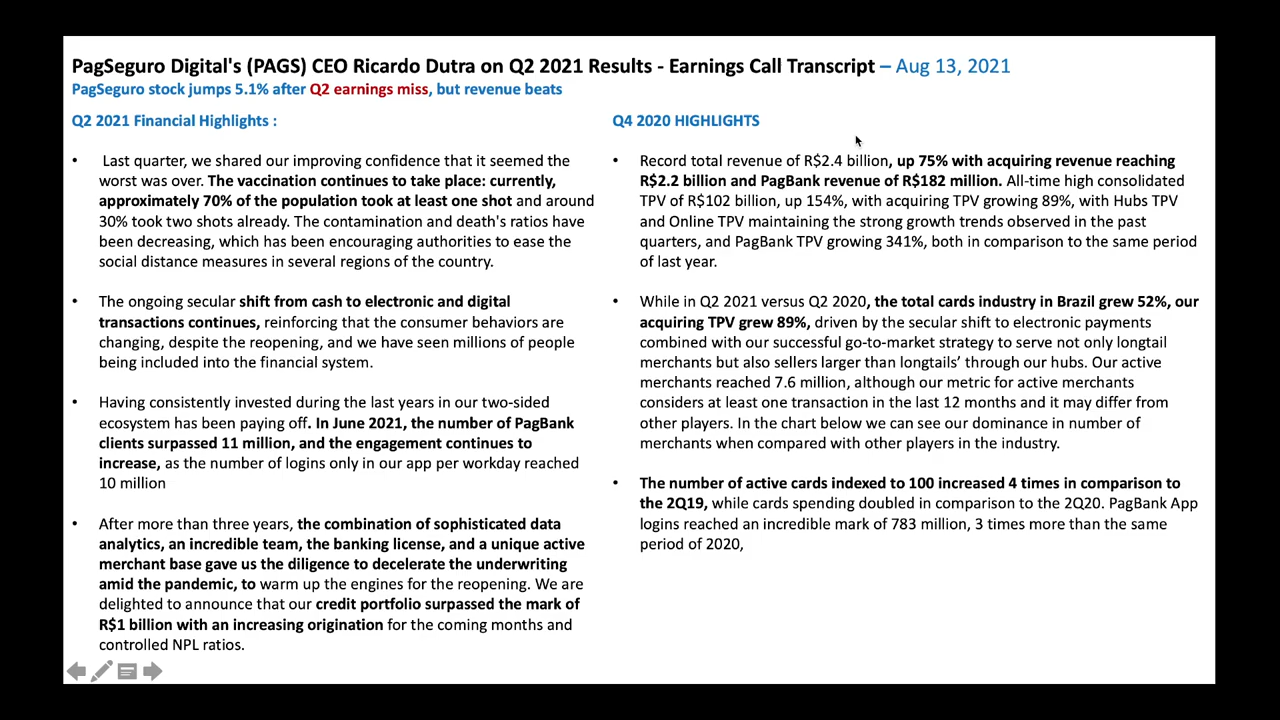 PagSeguro Digital's (PAGS) CEO Ricardo Dutra on Q2 2021 Results - Earnings Call Transcript – Aug 13, 2021
PagSeguro stock jumps 5.1% after Q2 earnings miss, but revenue beats
Q2 2021 Financial Highlights :
• Last quarter, we shared our improving confidence that it seemed the
worst was over. The vaccination continues to take place: currently,
approximately 70% of the population took at least one shot and around
30% took two shots already. The contamination and death's ratios have
been decreasing, which has been encouraging authorities to ease the
social distance measures in several regions of the country.
• The ongoing secular shift from cash to electronic and digital
transactions continues, reinforcing that the consumer behaviors are
changing, despite the reopening, and we have seen millions of people
being included into the financial system.
• Having consistently invested during the last years in our two-sided
ecosystem has been paying off. In June 2021, the number of PagBank
clients surpassed 11 million, and the engagement continues to
increase, as the number of logins only in our app per workday reached
10 million
• After more than three years, the combination of sophisticated data
analytics, an incredible team, the banking license, and a unique active
merchant base gave us the diligence to decelerate the underwriting
amid the pandemic, to warm up the engines for the reopening. We are
delighted to announce that our credit portfolio surpassed the mark of
R$1 billion with an increasing origination for the coming months and
controlled NPL ratios.
Q4 2020 HIGHLIGHTS
• Record total revenue of R$2.4 billion, up 75% with acquiring revenue reaching
R$2.2 billion and PagBank revenue of R$182 million. All-time high consolidated
TPV of R$102 billion, up 154%, with acquiring TPV growing 89%, with Hubs TPV
and Online TPV maintaining the strong growth trends observed in the past
quarters, and PagBank TPV growing 341%, both in comparison to the same period
of last year.
• While in Q2 2021 versus Q2 2020, the total cards industry in Brazil grew 52%, our
acquiring TPV grew 89%, driven by the secular shift to electronic payments
combined with our successful go-to-market strategy to serve not only longtail
merchants but also sellers larger than longtails’ through our hubs. Our active
merchants reached 7.6 million, although our metric for active merchants
considers at least one transaction in the last 12 months and it may differ from
other players. In the chart below we can see our dominance in number of
merchants when compared with other players in the industry.
• The number of active cards indexed to 100 increased 4 times in comparison to
the 2Q19, while cards spending doubled in comparison to the 2Q20. PagBank App
logins reached an incredible mark of 783 million, 3 times more than the same
period of 2020,